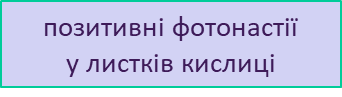 позитивні фотонастії
у листків кислиці